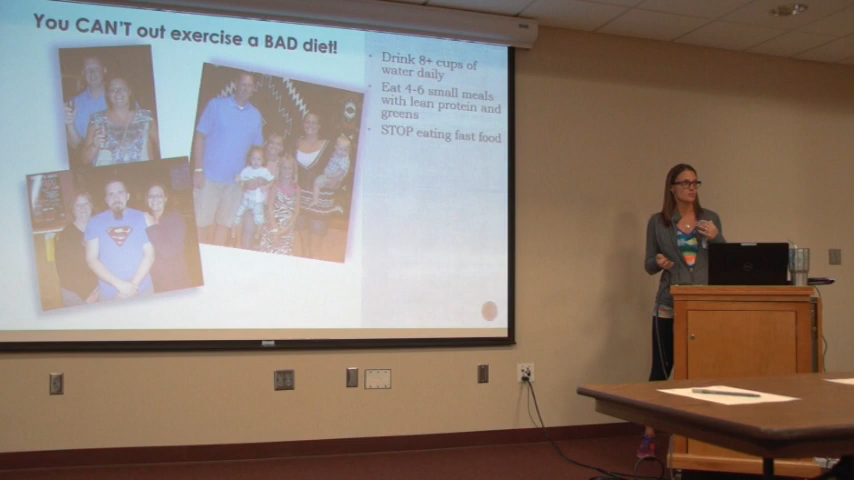 You CAN'T out exercise a BAD diet!
Drink 8+ cups of
water daily
Eat 4-6 small meals
with lean protein and
greens
STOP eating fast food